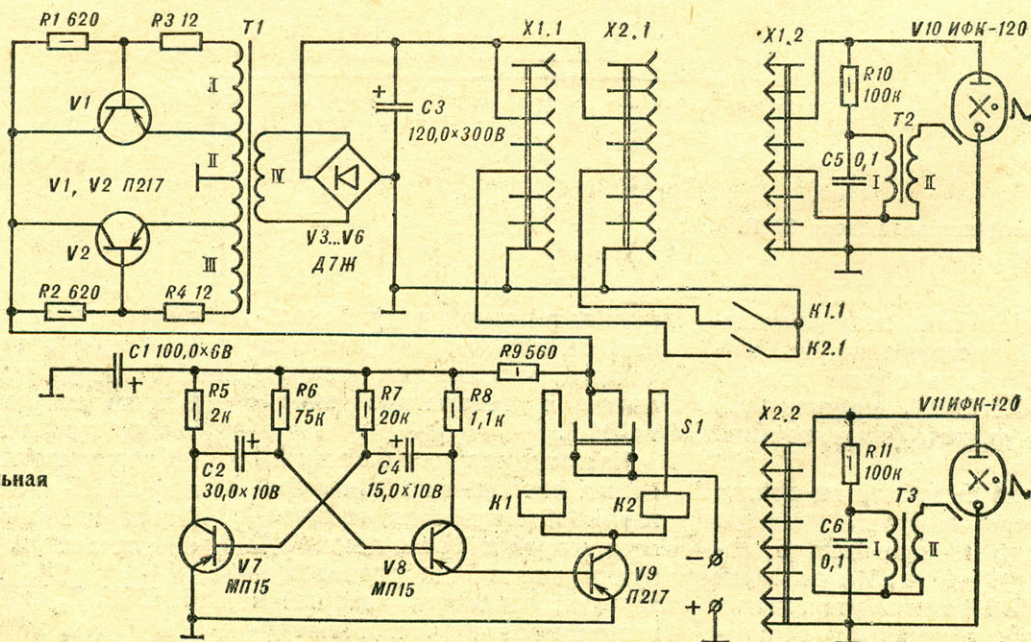 R1 620
R3 12
T1
I
V1
II
V1, V2 П217
V2
III
R2 620
R4 12
IV
+
C3
120,0×300В
V3...V6
Д7Ж
X1.1
X2.1
K1.1
K2.1
X1.2
V10 ИФК-120
R10
100к
T2
C5
0,1
I
II
C1 100,0×6В
+
R5
2к
R6
75к
R7
20к
R8
1,1к
R9 560
+
C2
30,0×10В
+
C4
15,0×10В
K1
K2
S1
V7
МП15
V8
МП15
V9
П217
−
+
X2.2
V11 ИФК-120
R11
100к
T3
C6
0,1
I
II
льная